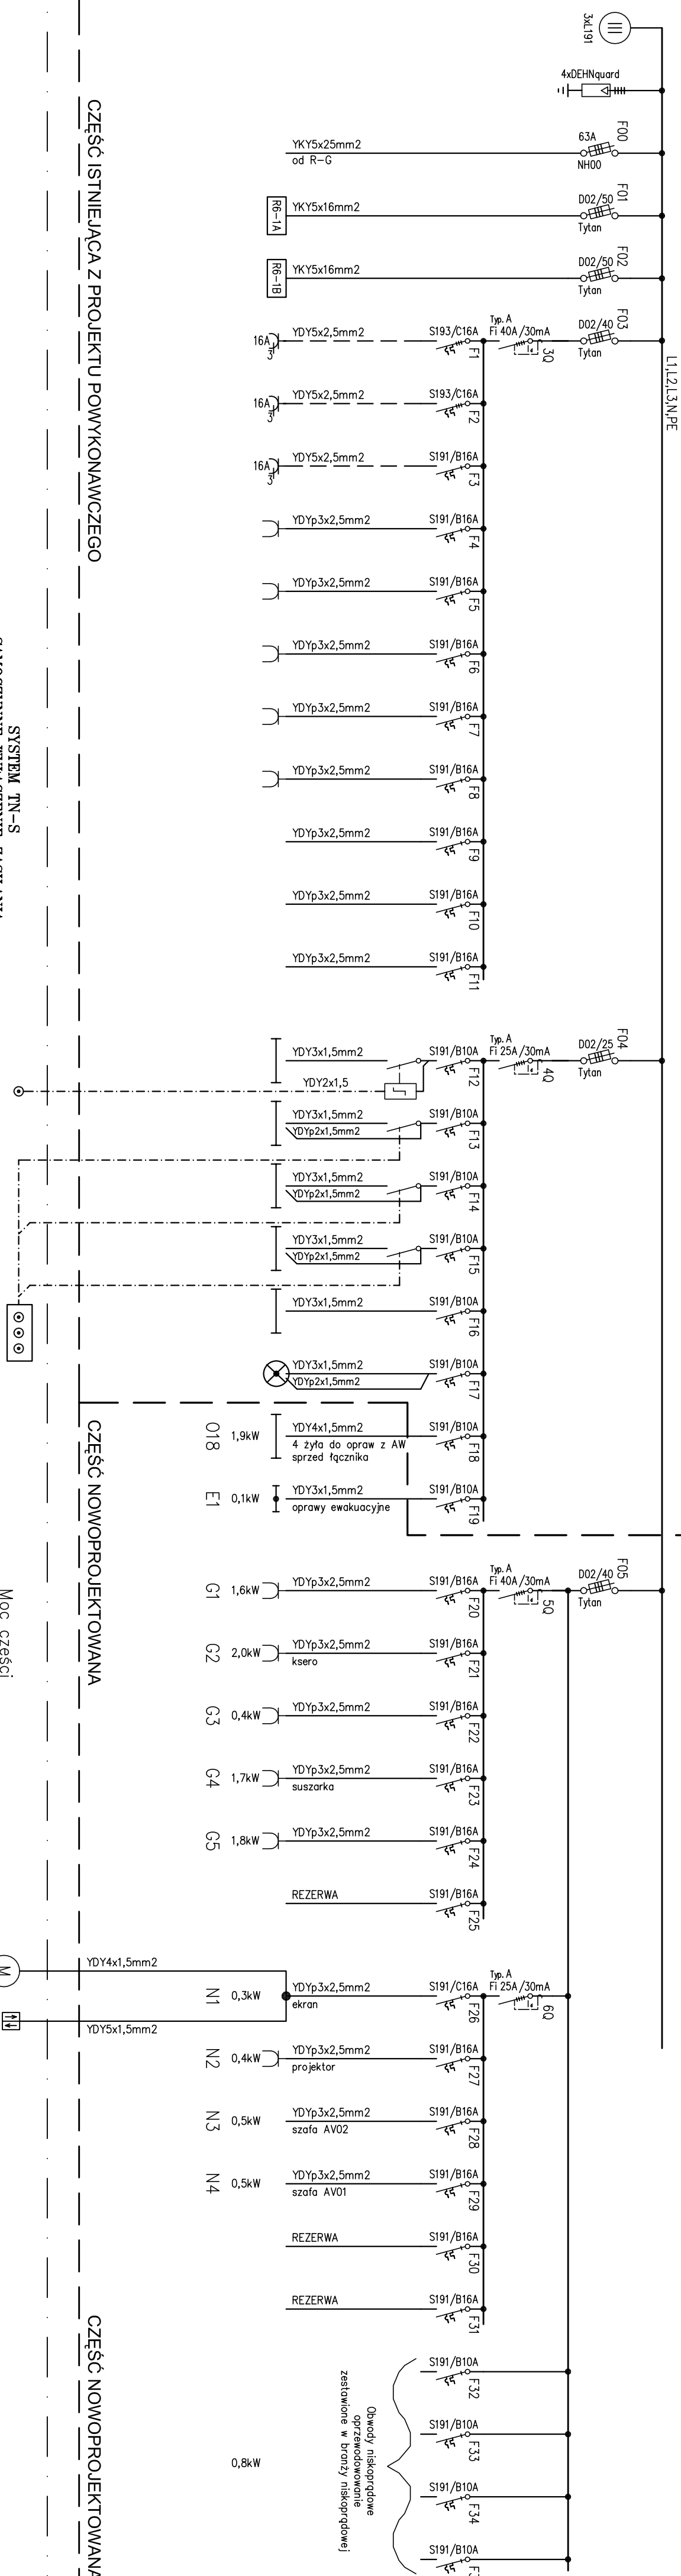 3xL191
4xDEHNquard
F00
63A
NH00
YKY5x25mm2
od R-G
F01
D02/50
Tytan
YKY5x16mm2
R6-1A
F02
D02/50
Tytan
YKY5x16mm2
R6-1B
F03
D02/40
Tytan
L1,L2,L3,N,PE
Typ. A
Fi 40A/30mA
3Q
S193/C16A
F1
YDY5x2,5mm2
16A
3
S193/C16A
F2
YDY5x2,5mm2
16A
3
S191/B16A
F3
YDY5x2,5mm2
16A
3
S191/B16A
F4
YDYp3x2,5mm2
S191/B16A
F5
YDYp3x2,5mm2
S191/B16A
F6
YDYp3x2,5mm2
S191/B16A
F7
YDYp3x2,5mm2
S191/B16A
F8
YDYp3x2,5mm2
S191/B16A
F9
YDYp3x2,5mm2
S191/B16A
F10
YDYp3x2,5mm2
S191/B16A
F11
YDYp3x2,5mm2
CZĘŚĆ ISTNIEJĄCA Z PROJEKTU POWYKONAWCZEGO
SYSTEM TN-S
F04
D02/25
Tytan
Typ. A
Fi 25A/30mA
4Q
S191/B10A
F12
YDY3x1,5mm2
YDY2x1,5
S191/B10A
F13
YDY3x1,5mm2
YDYp2x1,5mm2
S191/B10A
F14
YDY3x1,5mm2
YDYp2x1,5mm2
S191/B10A
F15
YDY3x1,5mm2
YDYp2x1,5mm2
S191/B10A
F16
YDY3x1,5mm2
S191/B10A
F17
YDY3x1,5mm2
YDYp2x1,5mm2
S191/B10A
F18
YDY4x1,5mm2
4 żyła do opraw z AW
sprzed łącznika
1,9kW
O18
S191/B10A
F19
YDY3x1,5mm2
oprawy ewakuacyjne
0,1kW
E1
CZĘŚĆ NOWOPROJEKTOWANA
Moc części
F05
D02/40
Tytan
Typ. A
Fi 40A/30mA
5Q
S191/B16A
F20
YDYp3x2,5mm2
1,6kW
G1
S191/B16A
F21
YDYp3x2,5mm2
ksero
2,0kW
G2
S191/B16A
F22
YDYp3x2,5mm2
0,4kW
G3
S191/B16A
F23
YDYp3x2,5mm2
suszarka
1,7kW
G4
S191/B16A
F24
YDYp3x2,5mm2
1,8kW
G5
S191/B16A
F25
REZERWA
Typ. A
Fi 25A/30mA
6Q
S191/C16A
F26
YDYp3x2,5mm2
ekran
0,3kW
N1
YDY4x1,5mm2
YDY5x1,5mm2
M
S191/B16A
F27
YDYp3x2,5mm2
projektor
0,4kW
N2
S191/B16A
F28
YDYp3x2,5mm2
szafa AV02
0,5kW
N3
S191/B16A
F29
YDYp3x2,5mm2
szafa AV01
0,5kW
N4
S191/B16A
F30
REZERWA
S191/B16A
F31
REZERWA
S191/B10A
F32
S191/B10A
F33
S191/B10A
F34
S191/B10A
Obwody niskoprądowe
oprzewodowowanie
zestawione w branży niskoprądowej
0,8kW
CZĘŚĆ NOWOPROJEKTOWANA